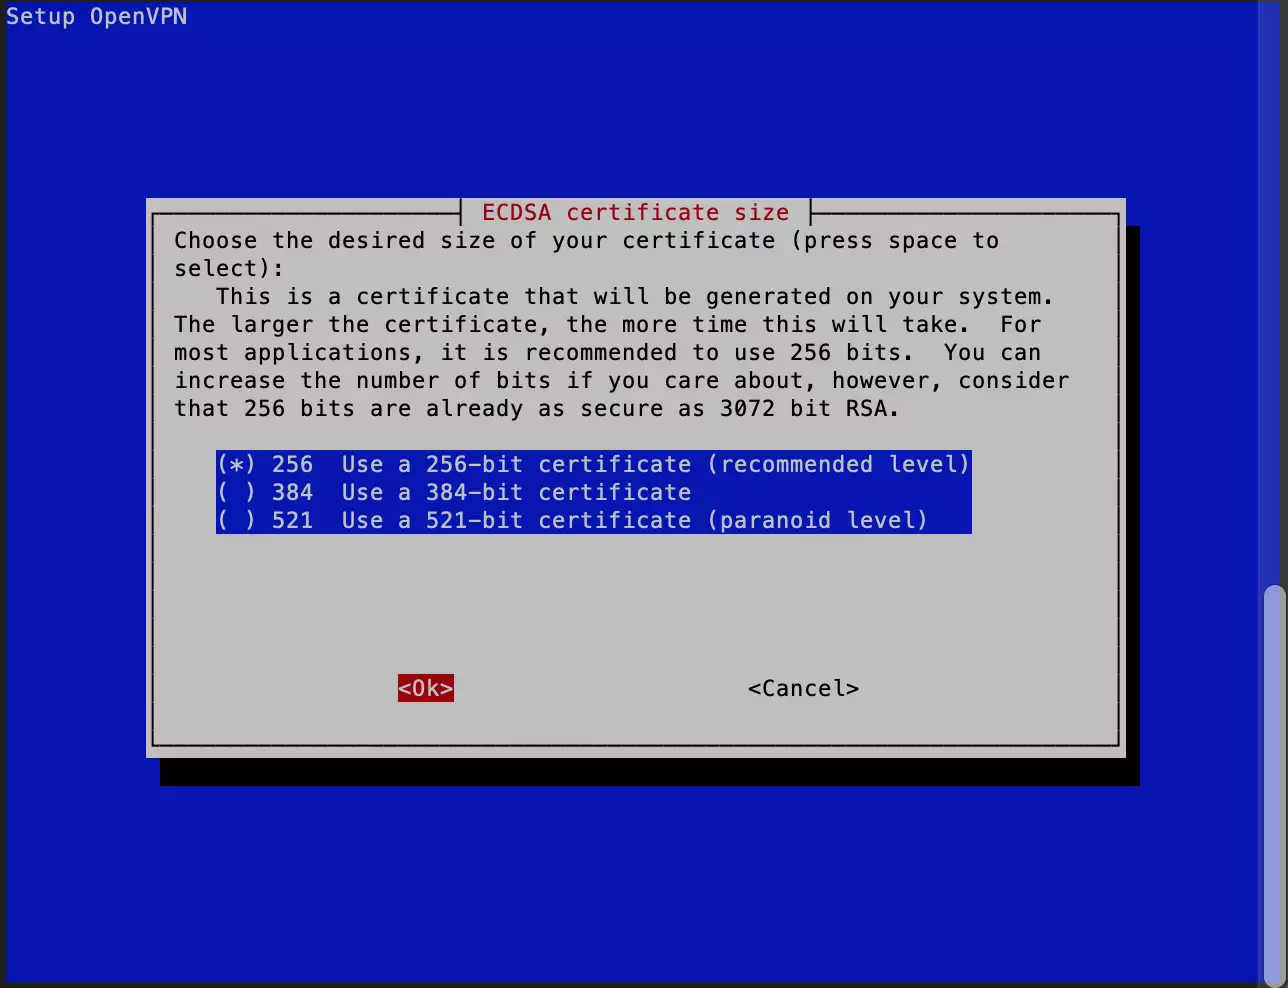 Setup OpenVPN
ECDSA certificate size
Choose the desired size of your certificate (press space to
select):
This is a certificate that will be generated on your system.
The larger the certificate, the more time this will take.  For
most applications, it is recommended to use 256 bits.  You can
increase the number of bits if you care about, however, consider
that 256 bits are already as secure as 3072 bit RSA.
(*) 256  Use a 256-bit certificate (recommended level)
( ) 384  Use a 384-bit certificate
( ) 521  Use a 521-bit certificate (paranoid level)
<Ok> <Cancel>